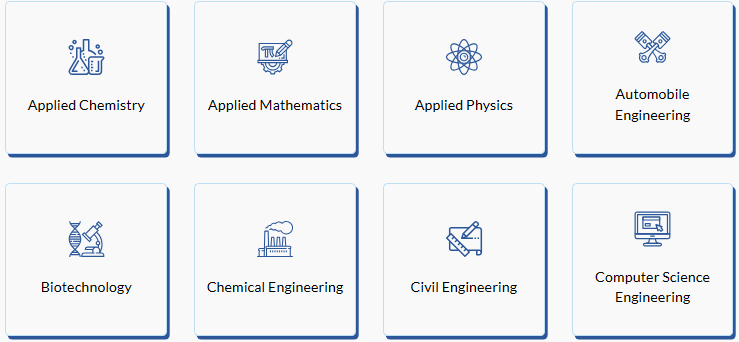 Applied Chemistry
Applied Mathematics
Applied Physics
Automobile
Engineering
Biotechnology
Chemical Engineering
Civil Engineering
Computer Science
Engineering